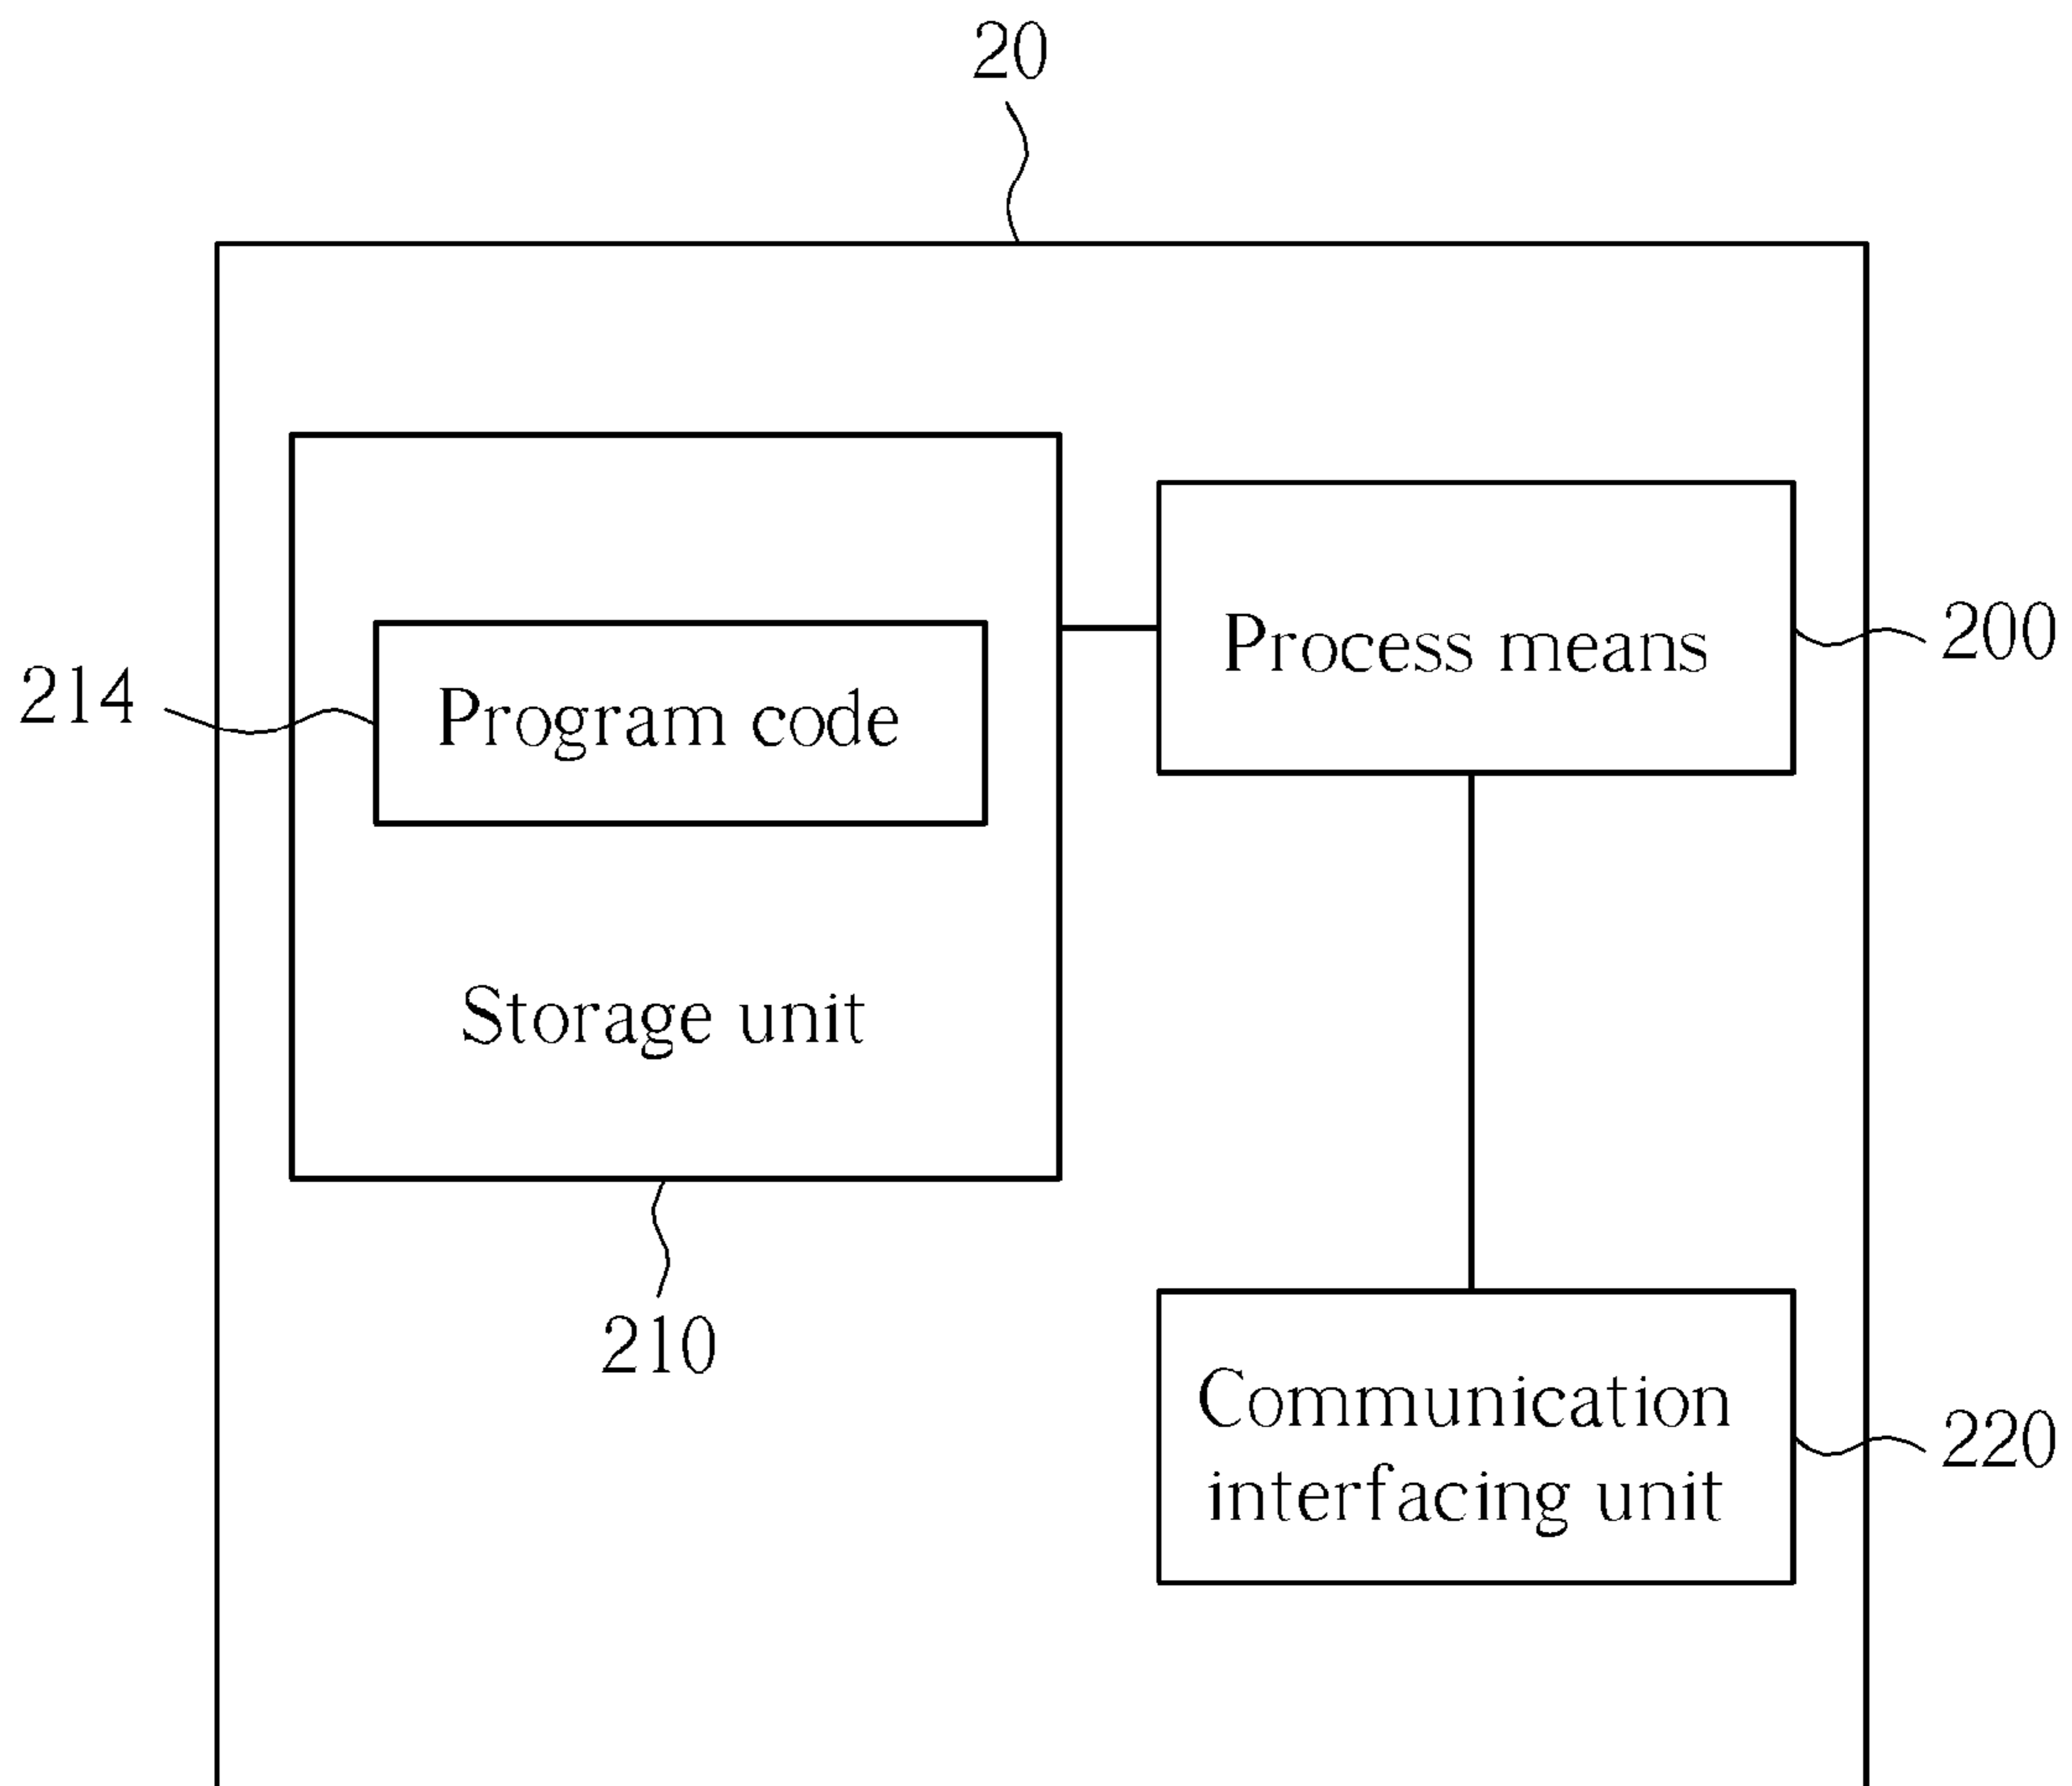 20
Process means
200
214
Program code
Storage unit
210
Communication
interfacing unit
220